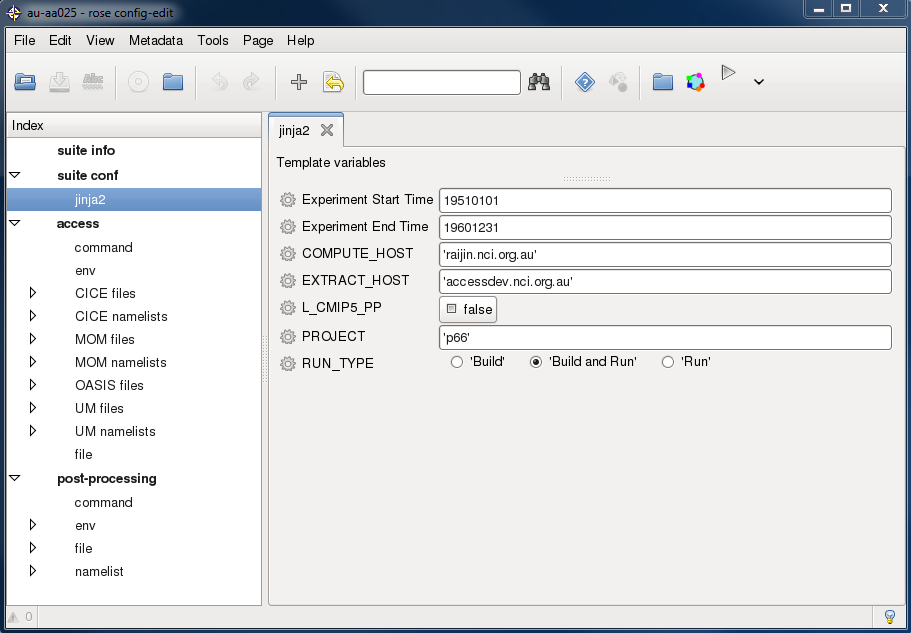 au-aa025 - rose config-edit
File Edit View Metadata Tools Page Help
Abc
Index
suite info
suite conf
jinja2
access
command
env
CICE files
CICE namelists
MOM files
MOM namelists
OASIS files
UM files
UM namelists
file
post-processing
command
env
file
namelist
jinja2
Template variables
Experiment Start Time 19510101
Experiment End Time 19601231
COMPUTE_HOST 'raijin.nci.org.au'
EXTRACT_HOST 'accessdev.nci.org.au'
L_CMIP5_PP false
PROJECT 'p66'
RUN_TYPE 'Build' 'Build and Run' 'Run'
0